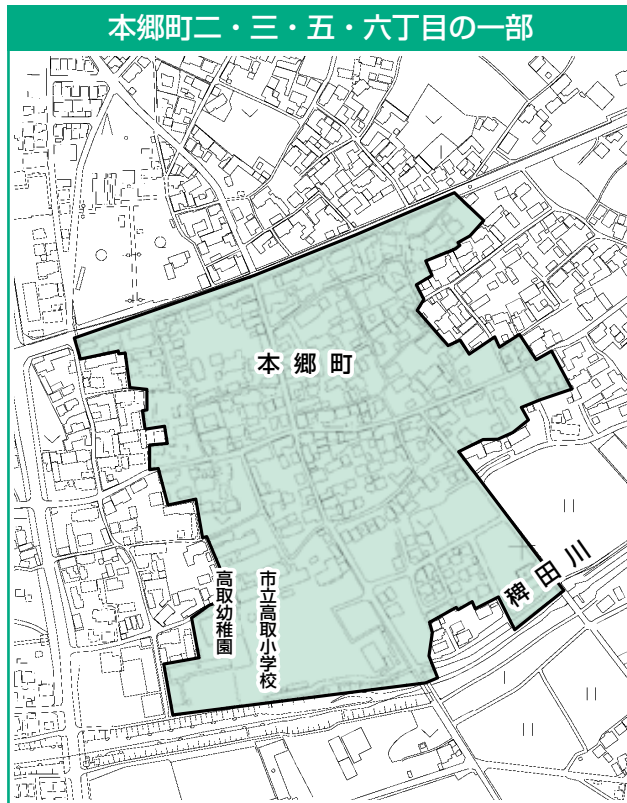 本郷町二・三・五・六丁目の一部
本郷町
稗田川
市立高取小学校
高取幼稚園